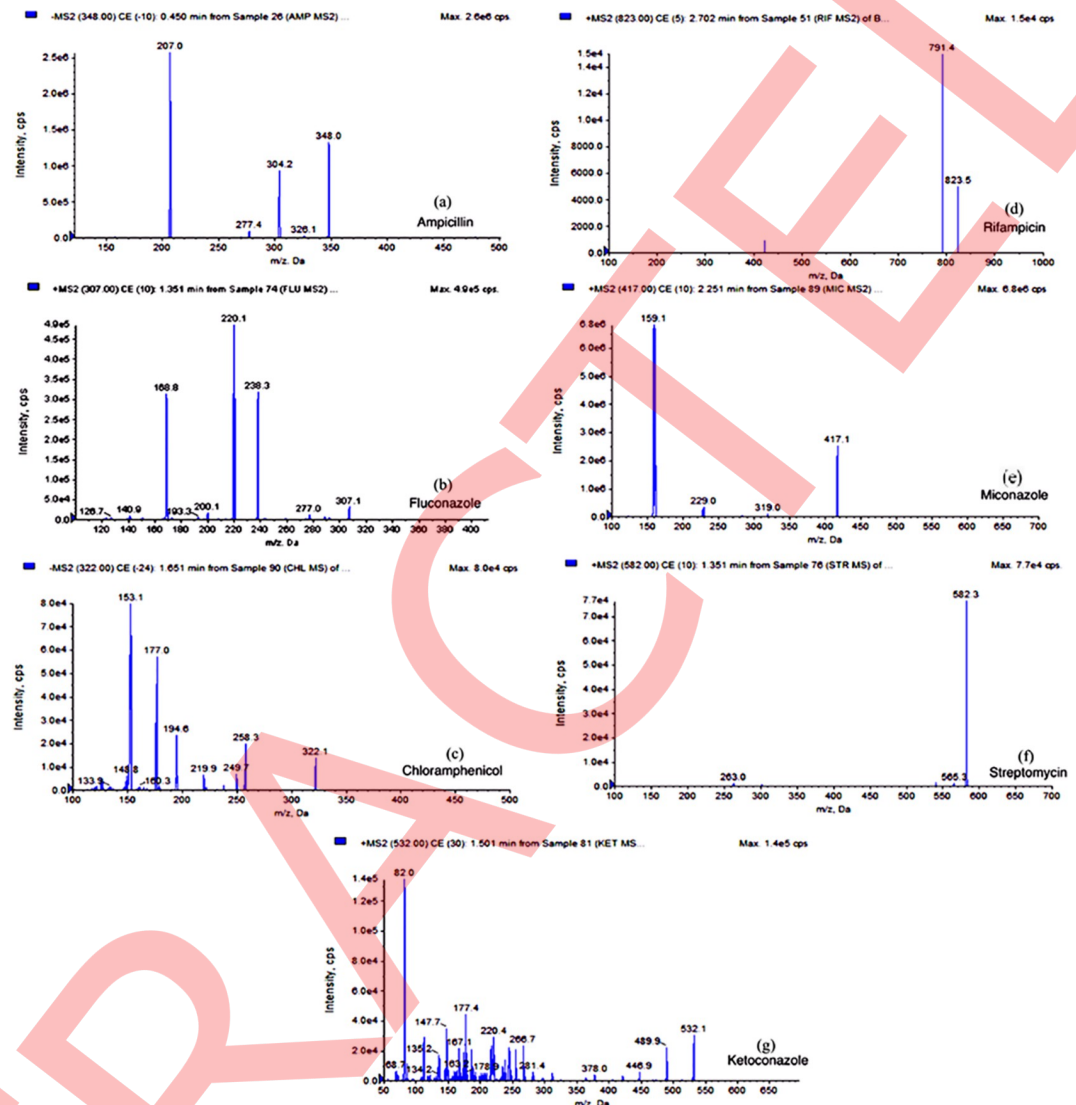 -MS2 (348.00) CE (-10): 0.450 min from Sample 26 (AMP MS2) ...
Max. 2.6e6 cps.
2.5e6
2.0e6
1.5e6
1.0e6
5.0e5
0.0
Intensity, cps
207.0
277.4
304.2
326.1
348.0
(a)
Ampicillin
150 200 250 300 350 400 450 500
m/z, Da
+MS2 (823.00) CE (5): 2.702 min from Sample 51 (RIF MS2) of B...
Max. 1.5e4 cps.
1.5e4
1.4e4
1.2e4
1.0e4
8000.0
6000.0
4000.0
2000.0
0.0
Intensity, cps
791.4
823.5
(d)
Rifampicin
100 200 300 400 500 600 700 800 900 1000
m/z, Da
+MS2 (307.00) CE (10): 1.351 min from Sample 74 (FLU MS2) ...
Max. 4.9e5 cps.
4.9e5
4.5e5
4.0e5
3.5e5
3.0e5
2.5e5
2.0e5
1.5e5
1.0e5
5.0e4
0.0
Intensity, cps
126.7
140.9
168.8
193.3
200.1
220.1
238.3
277.0
307.1
(b)
Fluconazole
120 140 160 180 200 220 240 260 280 300 320 340 360 380 400
m/z, Da
+MS2 (417.00) CE (10): 2.251 min from Sample 89 (MIC MS2) ...
Max. 6.8e6 cps.
6.8e6
6.0e6
5.0e6
4.0e6
3.0e6
2.0e6
1.0e6
0.0
Intensity, cps
159.1
229.0
319.0
417.1
(e)
Miconazole
100 150 200 250 300 350 400 450 500 550 600 650 700
m/z, Da
-MS2 (322.00) CE (-24): 1.651 min from Sample 90 (CHL MS) of ...
Max. 8.0e4 cps.
8.0e4
7.0e4
6.0e4
5.0e4
4.0e4
3.0e4
2.0e4
1.0e4
0.0
Intensity, cps
133.9
148.8
153.1
160.3
177.0
194.6
219.9
249.7
258.3
322.1
(c)
Chloramphenicol
100 150 200 250 300 350 400 450 500
m/z, Da
+MS2 (582.00) CE (10): 1.351 min from Sample 76 (STR MS) of ...
Max. 7.7e4 cps.
7.7e4
7.0e4
6.0e4
5.0e4
4.0e4
3.0e4
2.0e4
1.0e4
0.0
Intensity, cps
263.0
565.3
582.3
(f)
Streptomycin
100 150 200 250 300 350 400 450 500 550 600 650 700
m/z, Da
+MS2 (532.00) CE (30): 1.501 min from Sample 81 (KET MS...
Max. 1.4e5 cps.
1.4e5
1.2e5
1.0e5
8.0e4
6.0e4
4.0e4
2.0e4
0.0
Intensity, cps
68.7
82.0
134.2
135.2
147.7
167.1
177.4
178.9
220.4
266.7
281.4
378.0
446.9
489.9
532.1
(g)
Ketoconazole
50 100 150 200 250 300 350 400 450 500 550 600 650
m/z, Da